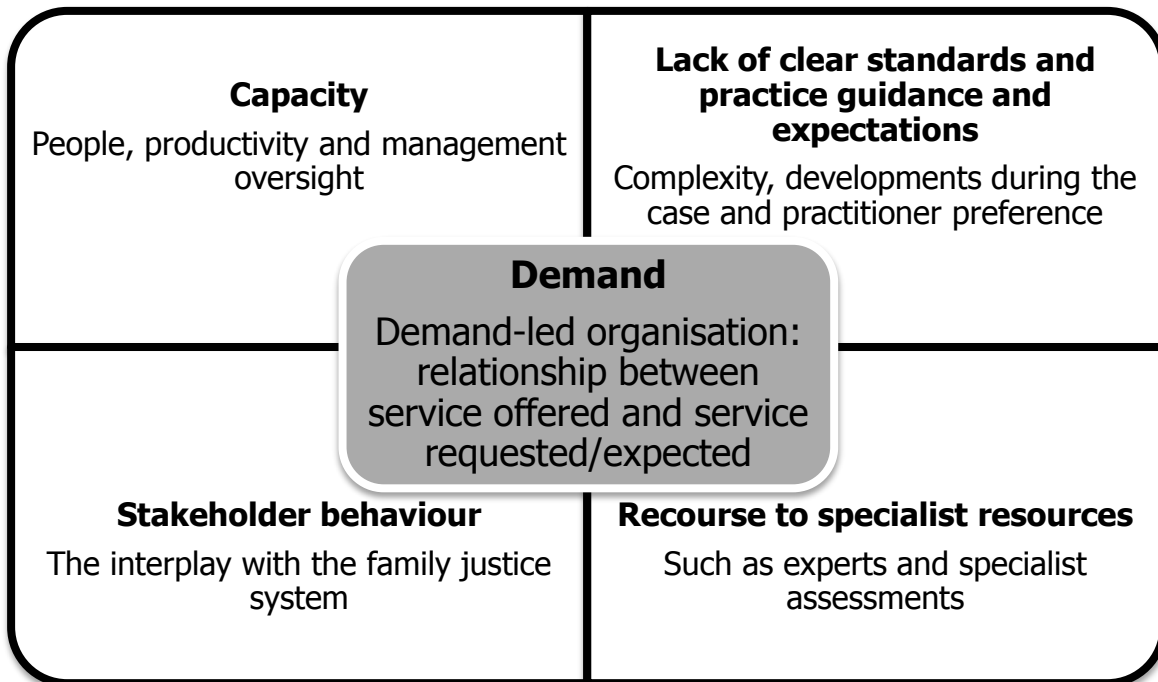 Capacity
People, productivity and management
oversight
Lack of clear standards and
practice guidance and
expectations
Complexity, developments during the
case and practitioner preference
Demand
Demand-led organisation:
relationship between
service offered and service
requested/expected
Stakeholder behaviour
The interplay with the family justice
system
Recourse to specialist resources
Such as experts and specialist
assessments